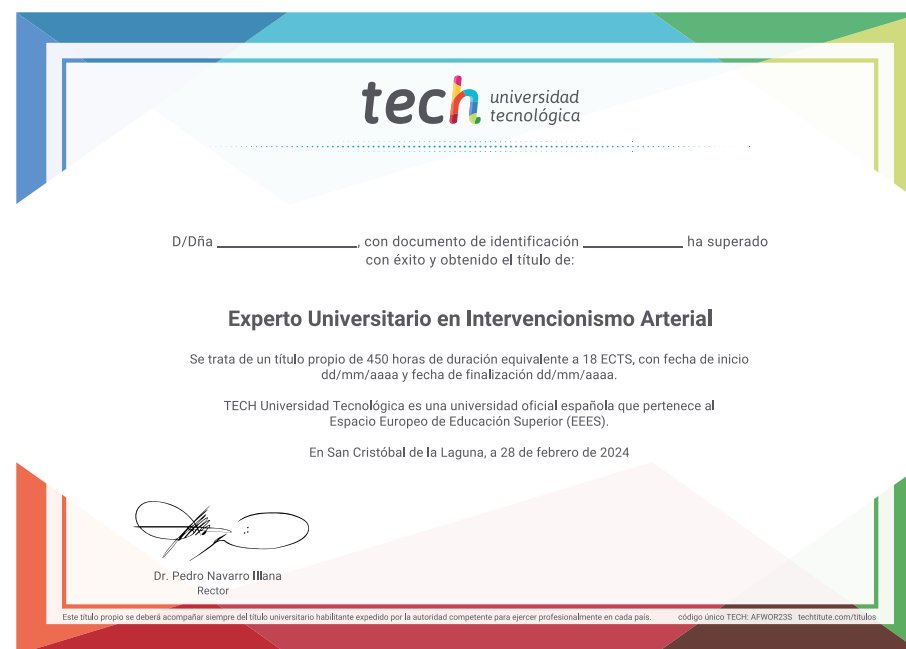 tech universidad
tecnológica
D/Dña ________________, con documento de identificación ____________ ha superado
con éxito y obtenido el título de:
Experto Universitario en Intervencionismo Arterial
Se trata de un título propio de 450 horas de duración equivalente a 18 ECTS, con fecha de inicio
dd/mm/aaaa y fecha de finalización dd/mm/aaaa.
TECH Universidad Tecnológica es una universidad oficial española que pertenece al
Espacio Europeo de Educación Superior (EEES).
En San Cristóbal de la Laguna, a 28 de febrero de 2024
Dr. Pedro Navarro Illana
Rector
Este título propio se deberá acompañar siempre del título universitario habilitante expedido por la autoridad competente para ejercer profesionalmente en cada país. código único TECH: AFWOR23S techtitute.com/titulos